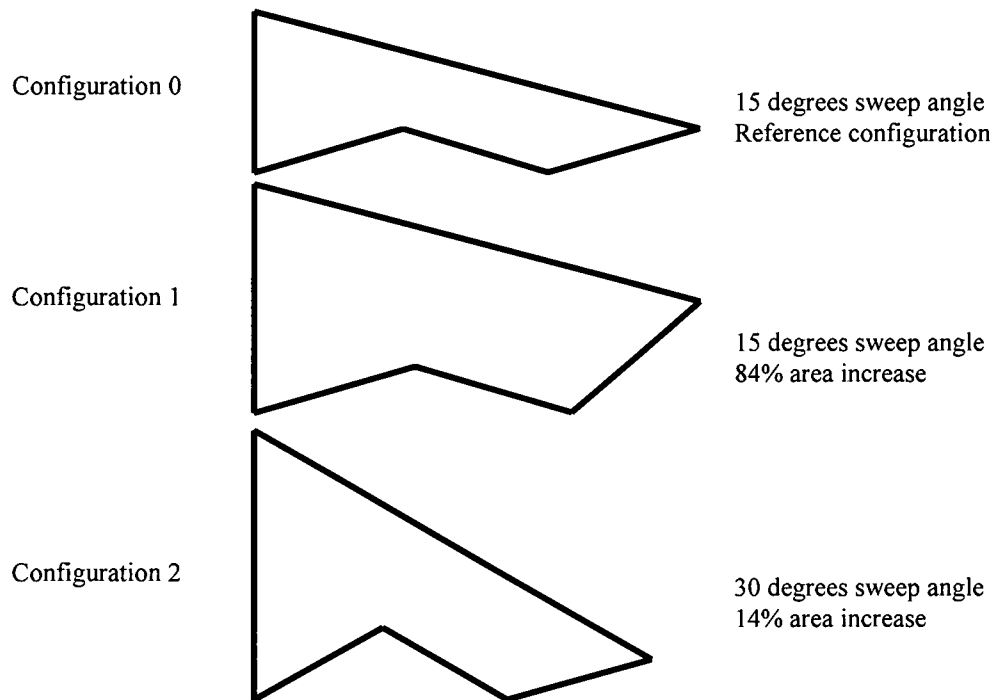 Configuration 0
15 degrees sweep angle
Reference configuration
Configuration 1
15 degrees sweep angle
84% area increase
Configuration 2
30 degrees sweep angle
14% area increase